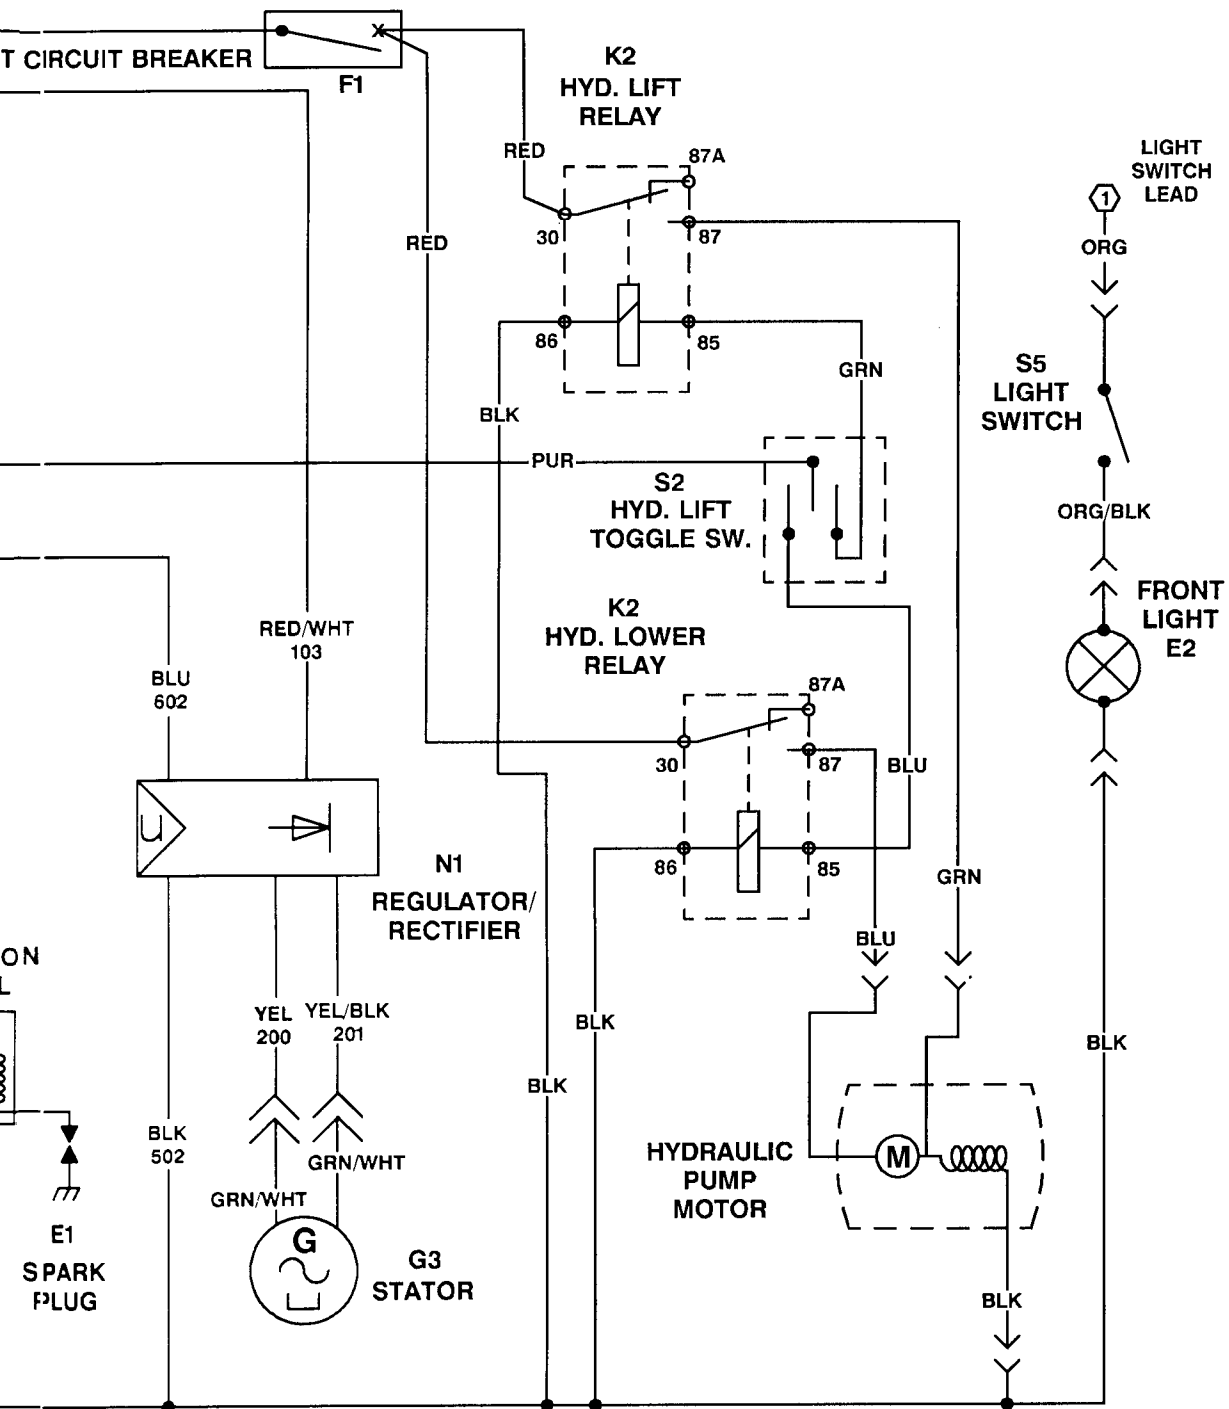 T CIRCUIT BREAKER
F1
K2
HYD. LIFT
RELAY
RED
87A
30
87
RED
86
85
GRN
BLK
PUR
S2
HYD. LIFT
TOGGLE SW.
LIGHT
SWITCH
LEAD
1
ORG
S5
LIGHT
SWITCH
ORG/BLK
FRONT
LIGHT
E2
K2
HYD. LOWER
RELAY
87A
30
87
BLU
86
85
GRN
BLU
RED/WHT
103
BLU
602
U
N1
REGULATOR/
RECTIFIER
ON
L
YEL
200
YEL/BLK
201
BLK
BLK
BLK
BLK
502
GRN/WHT
GRN/WHT
HYDRAULIC
PUMP
MOTOR
M
E1
SPARK
PLUG
G
G3
STATOR
BLK